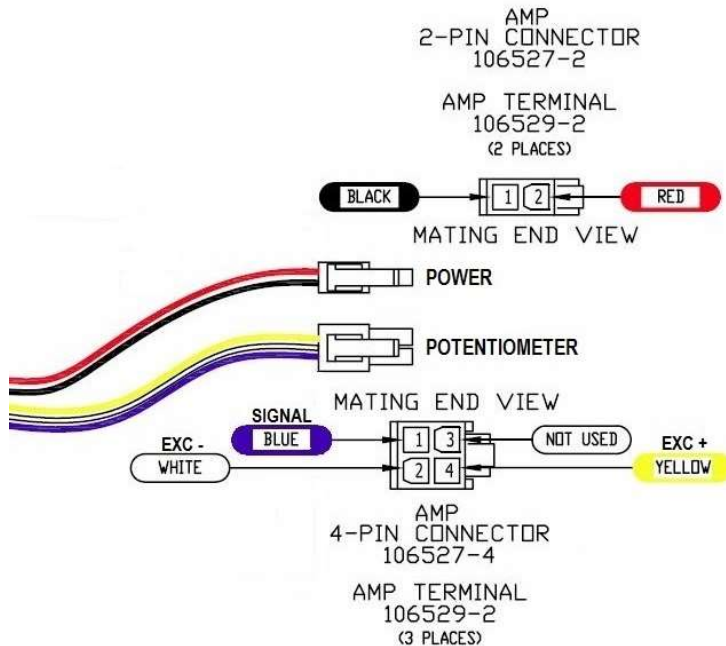 AMP
2-PIN CONNECTOR
106527-2
AMP TERMINAL
106529-2
(2 PLACES)
BLACK 1 2 RED
MATING END VIEW
POWER
POTENTIOMETER
MATING END VIEW
SIGNAL
BLUE 1 3 NOT USED
EXC - EXC +
WHITE 2 4 YELLOW
AMP
4-PIN CONNECTOR
106527-4
AMP TERMINAL
106529-2
(3 PLACES)